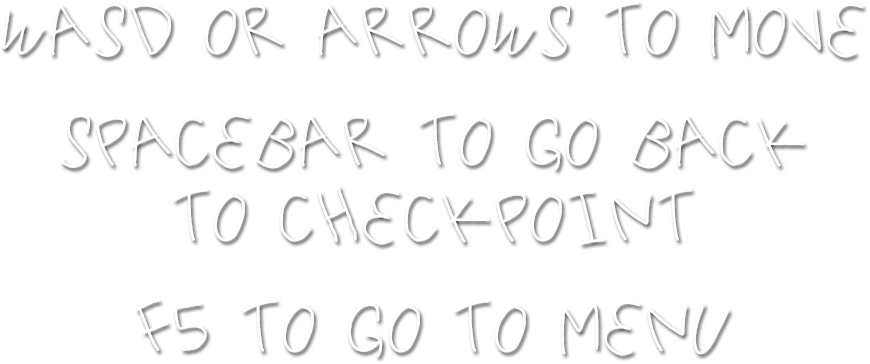 WASD OR ARROWS TO MOVE
SPACEBAR TO GO BACK
TO CHECKPOINT
F5 TO GO TO MENU